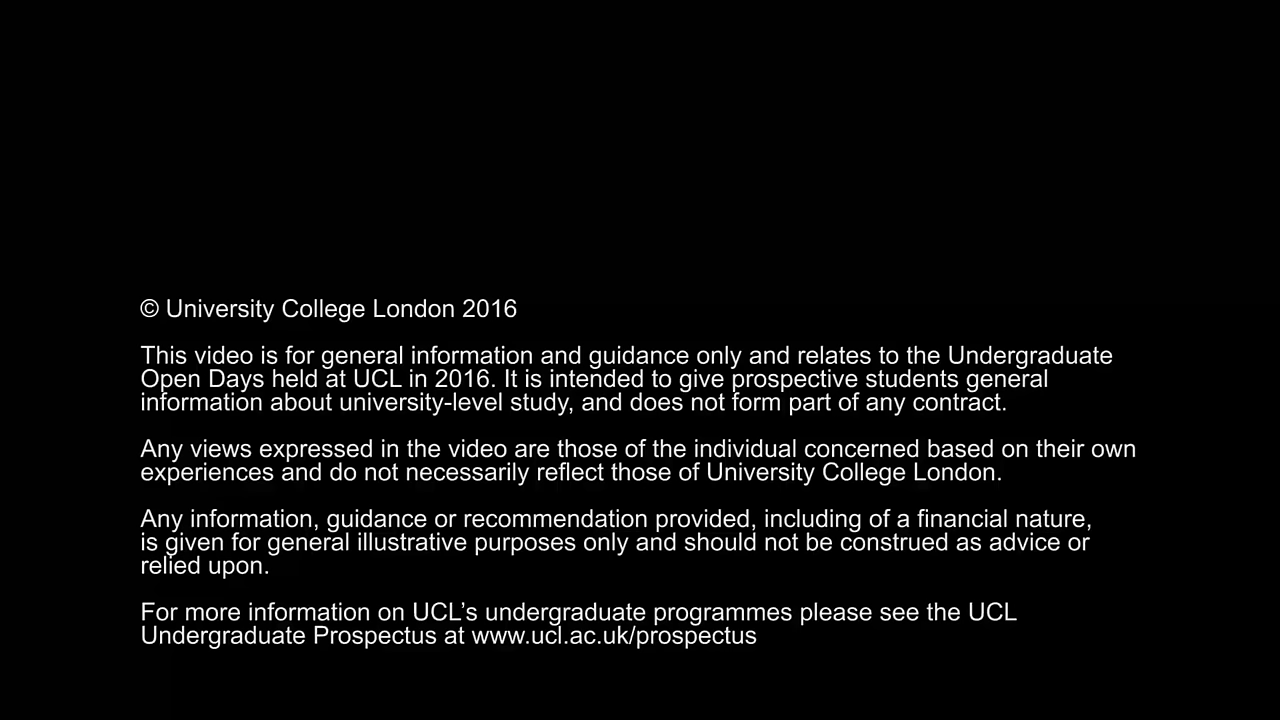 © University College London 2016
This video is for general information and guidance only and relates to the Undergraduate
Open Days held at UCL in 2016. It is intended to give prospective students general
information about university-level study, and does not form part of any contract.
Any views expressed in the video are those of the individual concerned based on their own
experiences and do not necessarily reflect those of University College London.
Any information, guidance or recommendation provided, including of a financial nature,
is given for general illustrative purposes only and should not be construed as advice or
relied upon.
For more information on UCL’s undergraduate programmes please see the UCL
Undergraduate Prospectus at www.ucl.ac.uk/prospectus